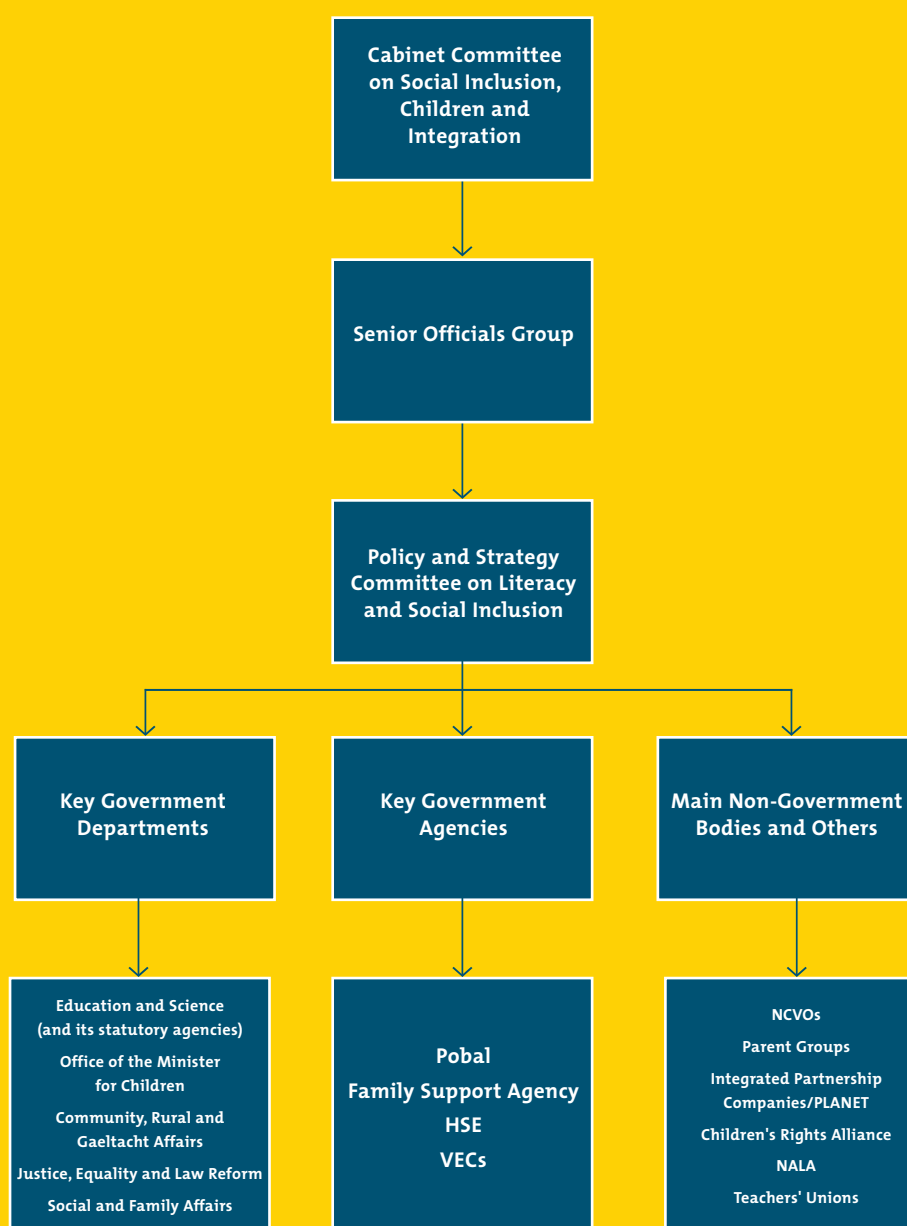 Cabinet Committee
on Social Inclusion,
Children and
Integration
Senior Officials Group
Policy and Strategy
Committee on Literacy
and Social Inclusion
Key Government
Departments
Key Government
Agencies
Main Non-Government
Bodies and Others
Education and Science
(and its statutory agencies)
Office of the Minister
for Children
Community, Rural and
Gaeltacht Affairs
Justice, Equality and Law Reform
Social and Family Affairs
Pobal
Family Support Agency
HSE
VECs
NCVOs
Parent Groups
Integrated Partnership
Companies/PLANET
Children's Rights Alliance
NALA
Teachers' Unions